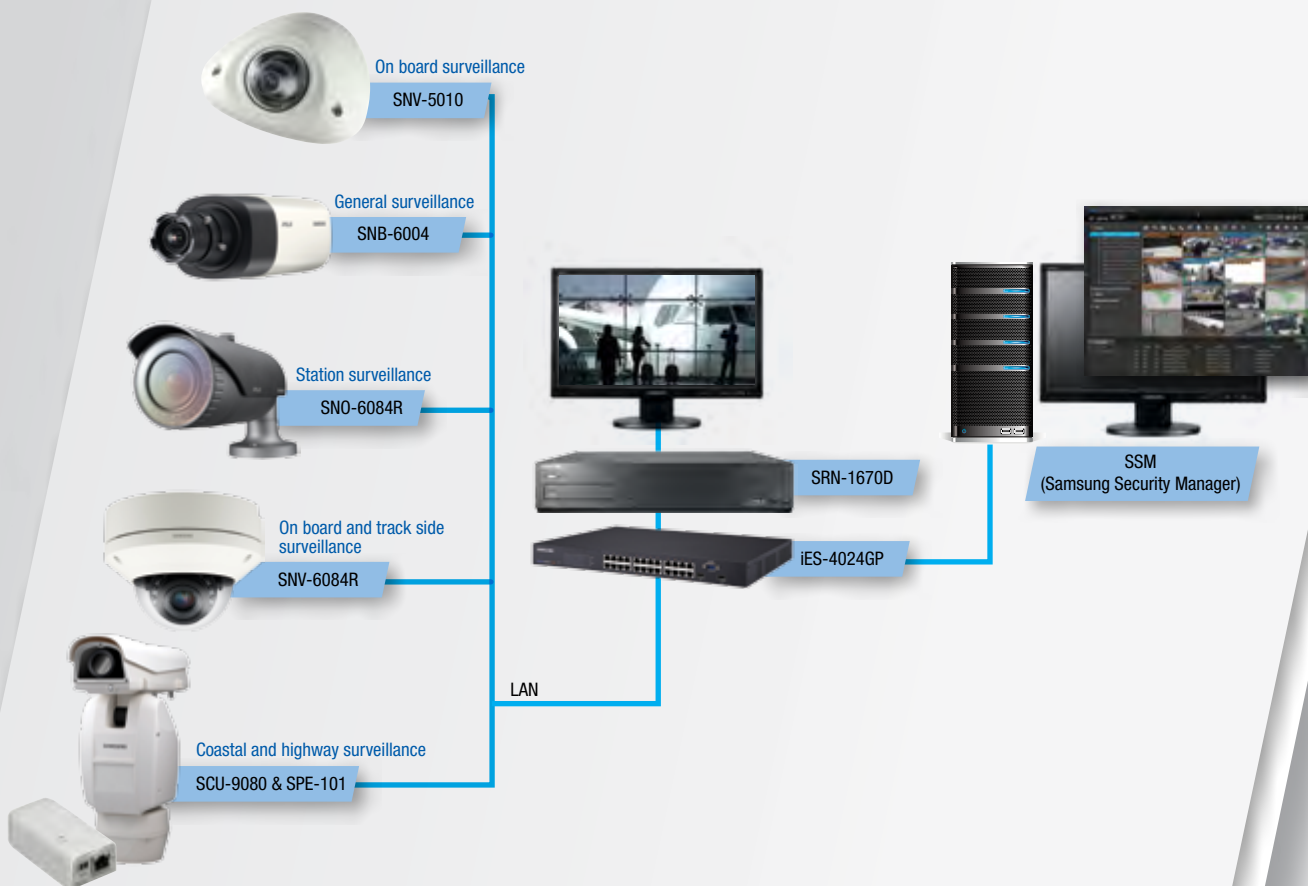 On board surveillance
SNV-5010
General surveillance
SNB-6004
Station surveillance
SNO-6084R
On board and track side
surveillance
SNV-6084R
Coastal and highway surveillance
SCU-9080 & SPE-101
LAN
SRN-1670D
iES-4024GP
SSM
(Samsung Security Manager)